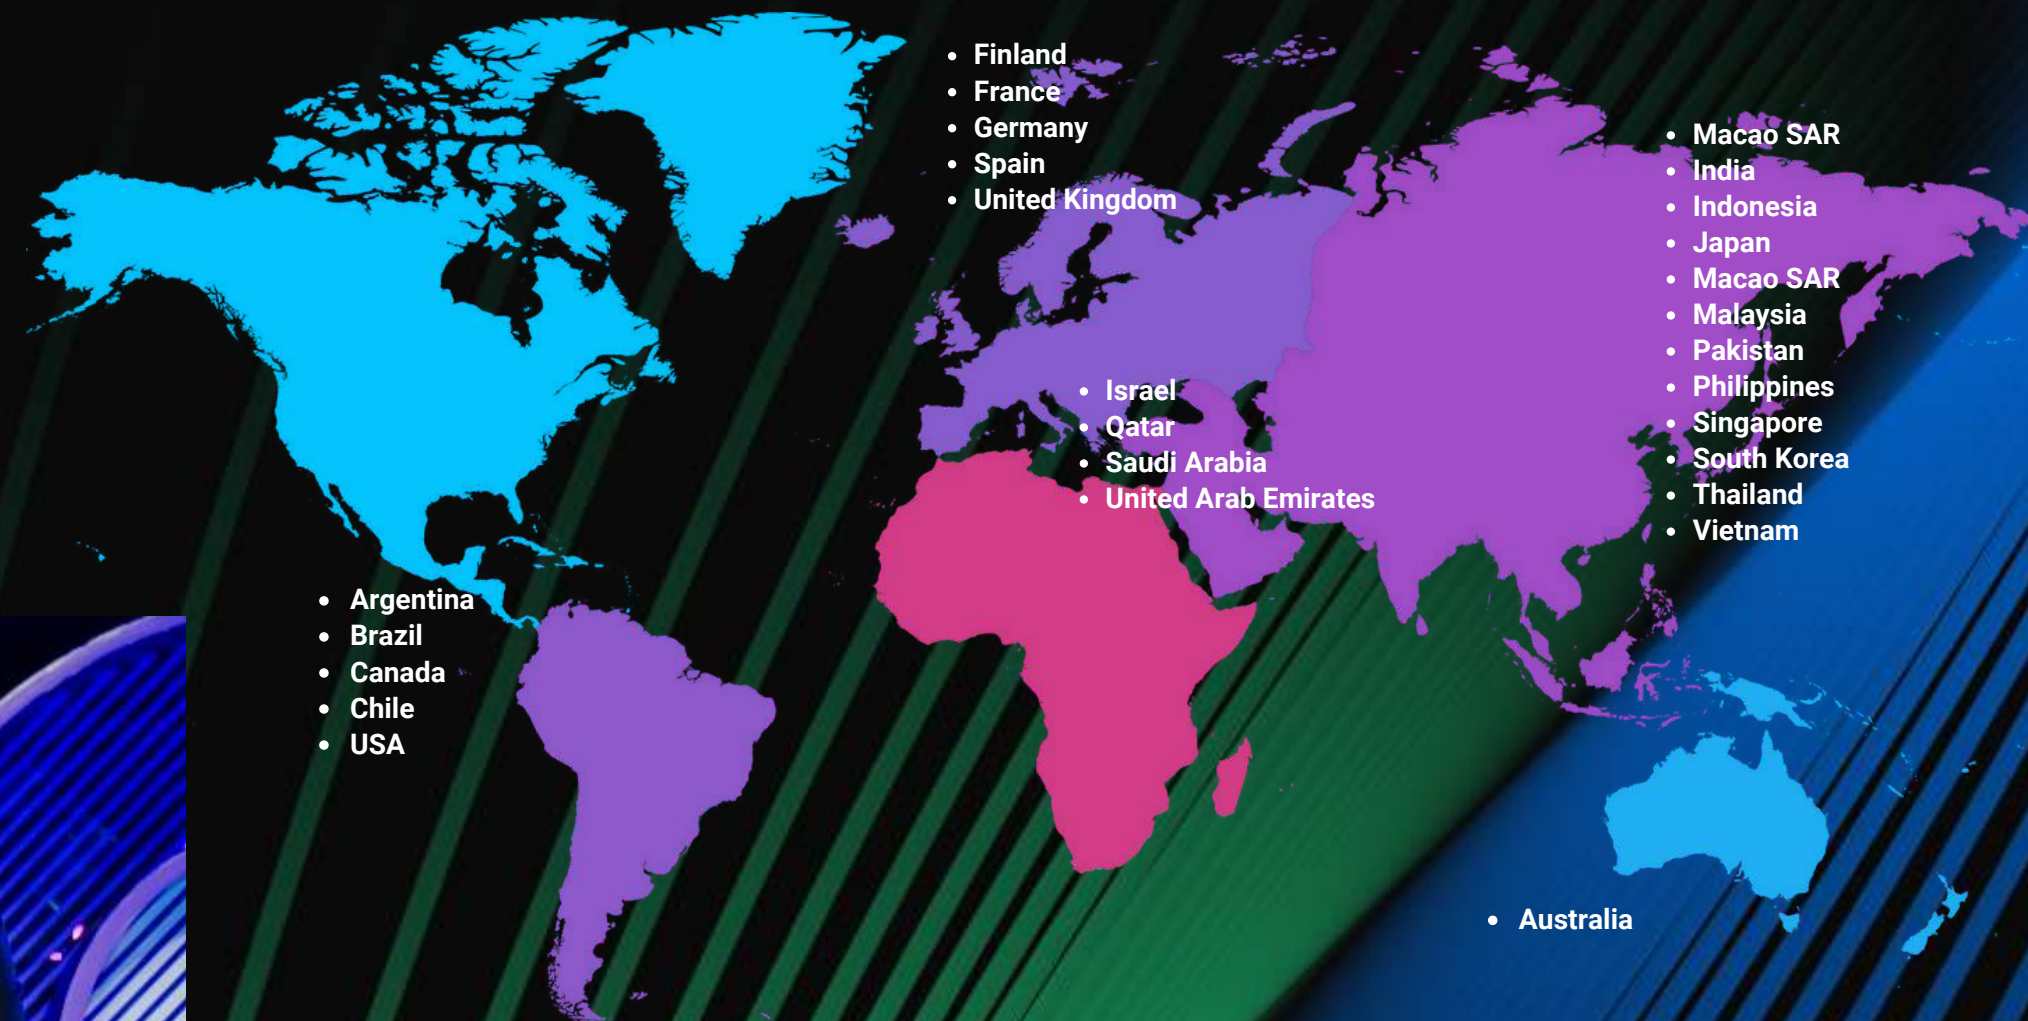 • Finland
• France
• Germany
• Spain
• United Kingdom
• Macao SAR
• India
• Indonesia
• Japan
• Macao SAR
• Malaysia
• Pakistan
• Philippines
• Singapore
• South Korea
• Thailand
• Vietnam
• Israel
• Qatar
• Saudi Arabia
• United Arab Emirates
• Argentina
• Brazil
• Canada
• Chile
• USA
• Australia